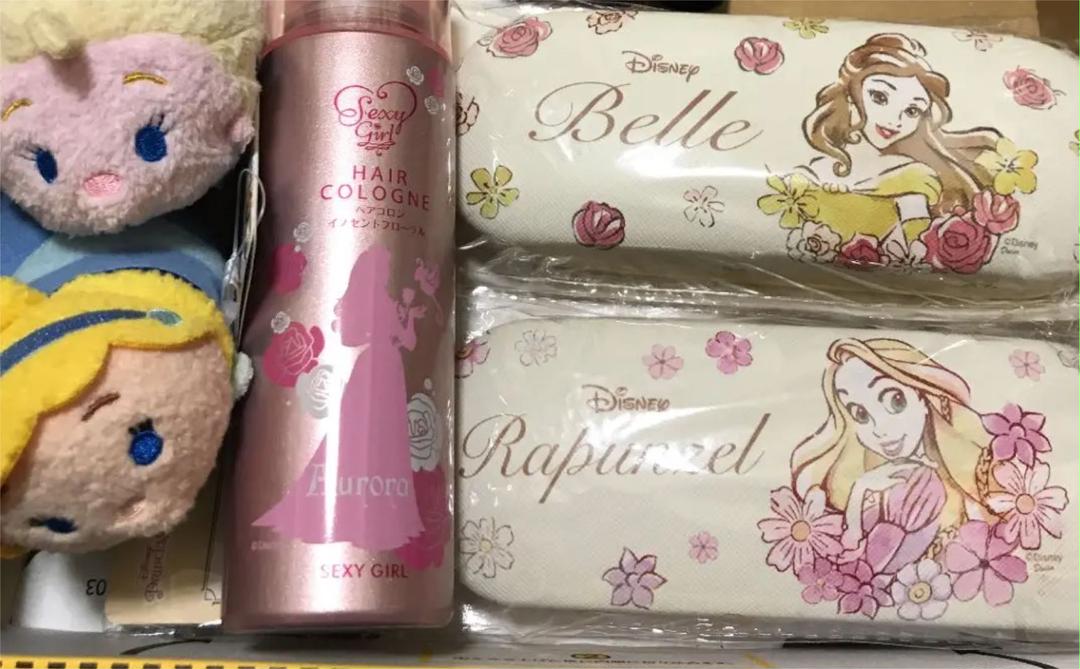 Sexy
Girl
HAIR
COLOGNE
ヘアコロン
イノセントフローラル
Aurora
SEXY GIRL
Disney
Belle
©Disney
Disney
Rapunzel
©Disney
03